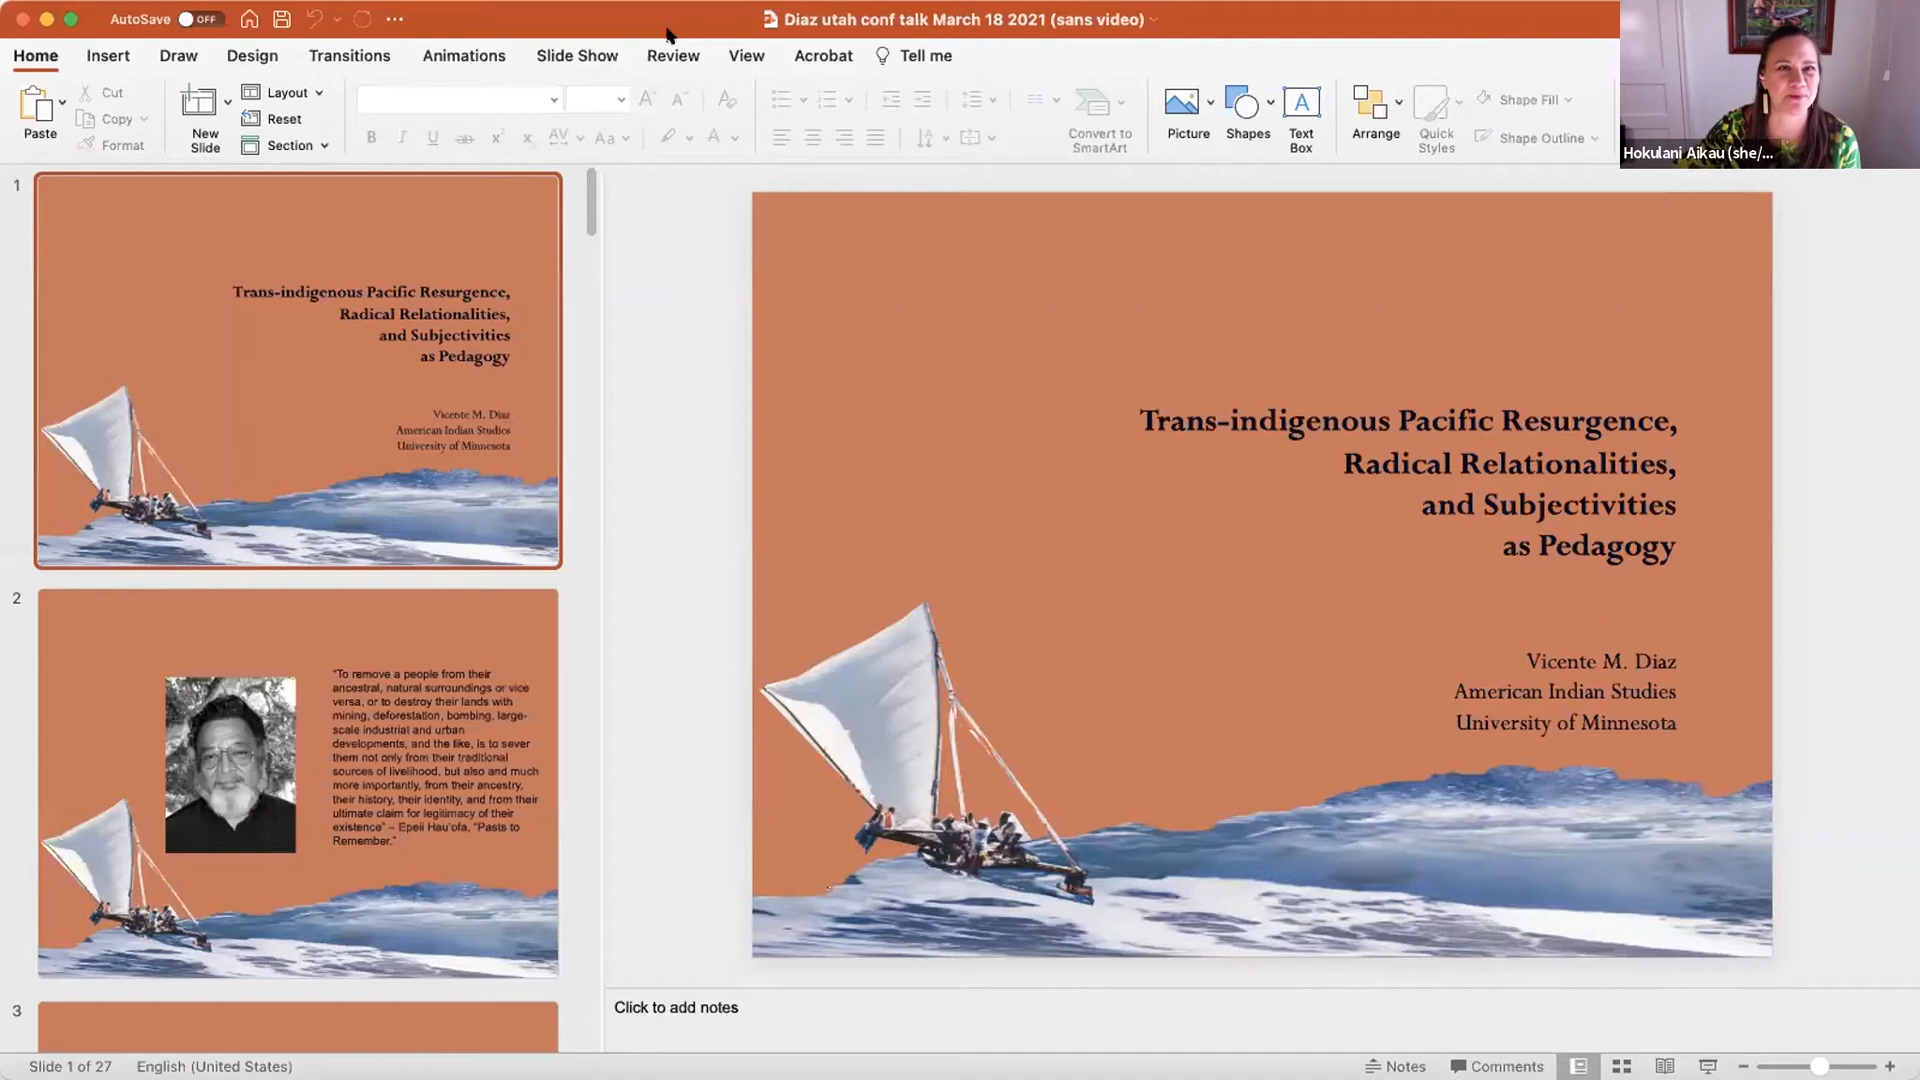 AutoSave OFF
Diaz utah conf talk March 18 2021 (sans video)
Home Insert Draw Design Transitions Animations Slide Show Review View Acrobat Tell me
Paste
Cut
Copy
Format
New
Slide
Layout
Reset
Section
Convert to
SmartArt
Picture
Shapes
Text
Box
Arrange
Quick
Styles
Shape Fill
Shape Outline
Hokulani Aikau (she/...
1
Trans-indigenous Pacific Resurgence,
Radical Relationalities,
and Subjectivities
as Pedagogy
Vicente M. Diaz
American Indian Studies
University of Minnesota
2
“To remove a people from their
ancestral, natural surroundings or vice
versa, or to destroy their lands with
mining, deforestation, bombing, large-
scale industrial and urban
developments, and the like, is to sever
them not only from their traditional
sources of livelihood, but also and much
more importantly, from their ancestry,
their history, their identity, and from their
ultimate claim for legitimacy of their
existence” – Epeli Hau’ofa, “Pasts to
Remember.”
3
Trans-indigenous Pacific Resurgence,
Radical Relationalities,
and Subjectivities
as Pedagogy
Vicente M. Diaz
American Indian Studies
University of Minnesota
Click to add notes
Slide 1 of 27 English (United States) Notes Comments